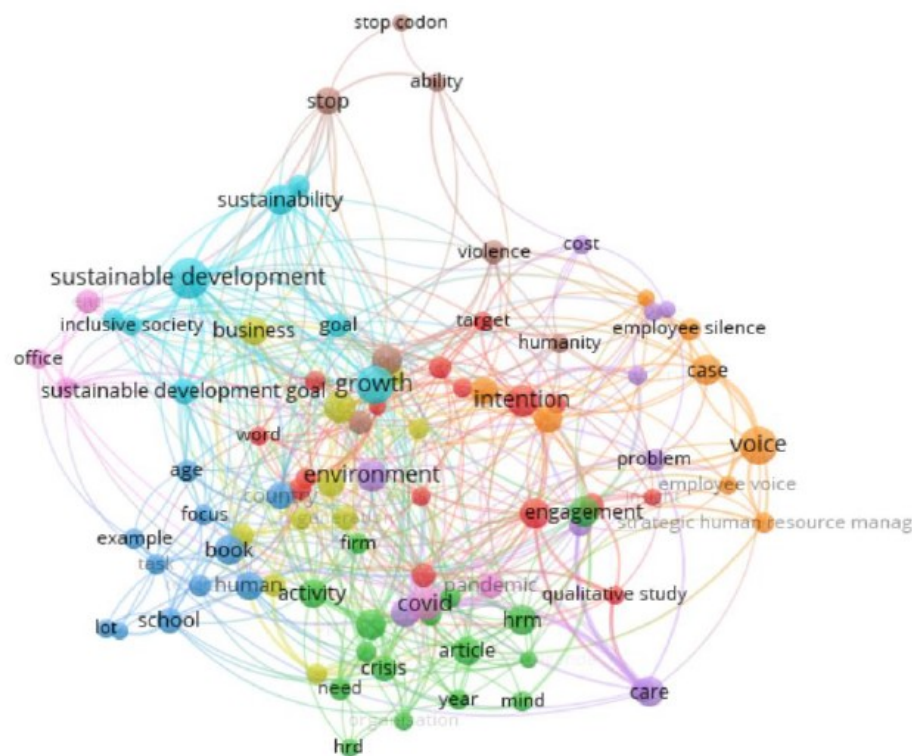 stop codon
ability
stop
sustainability
cost
violence
sustainable development
target
employee silence
inclusive society
business
goal
humanity
office
case
growth
sustainable development goal
intention
word
voice
problem
environment
age
employee voice
country
focus
engagement
strategic human resource manag
example
book
firm
task
human
pandemic
activity
covid
qualitative study
lot
school
hrm
article
crisis
need
care
year
mind
organisation
hrd